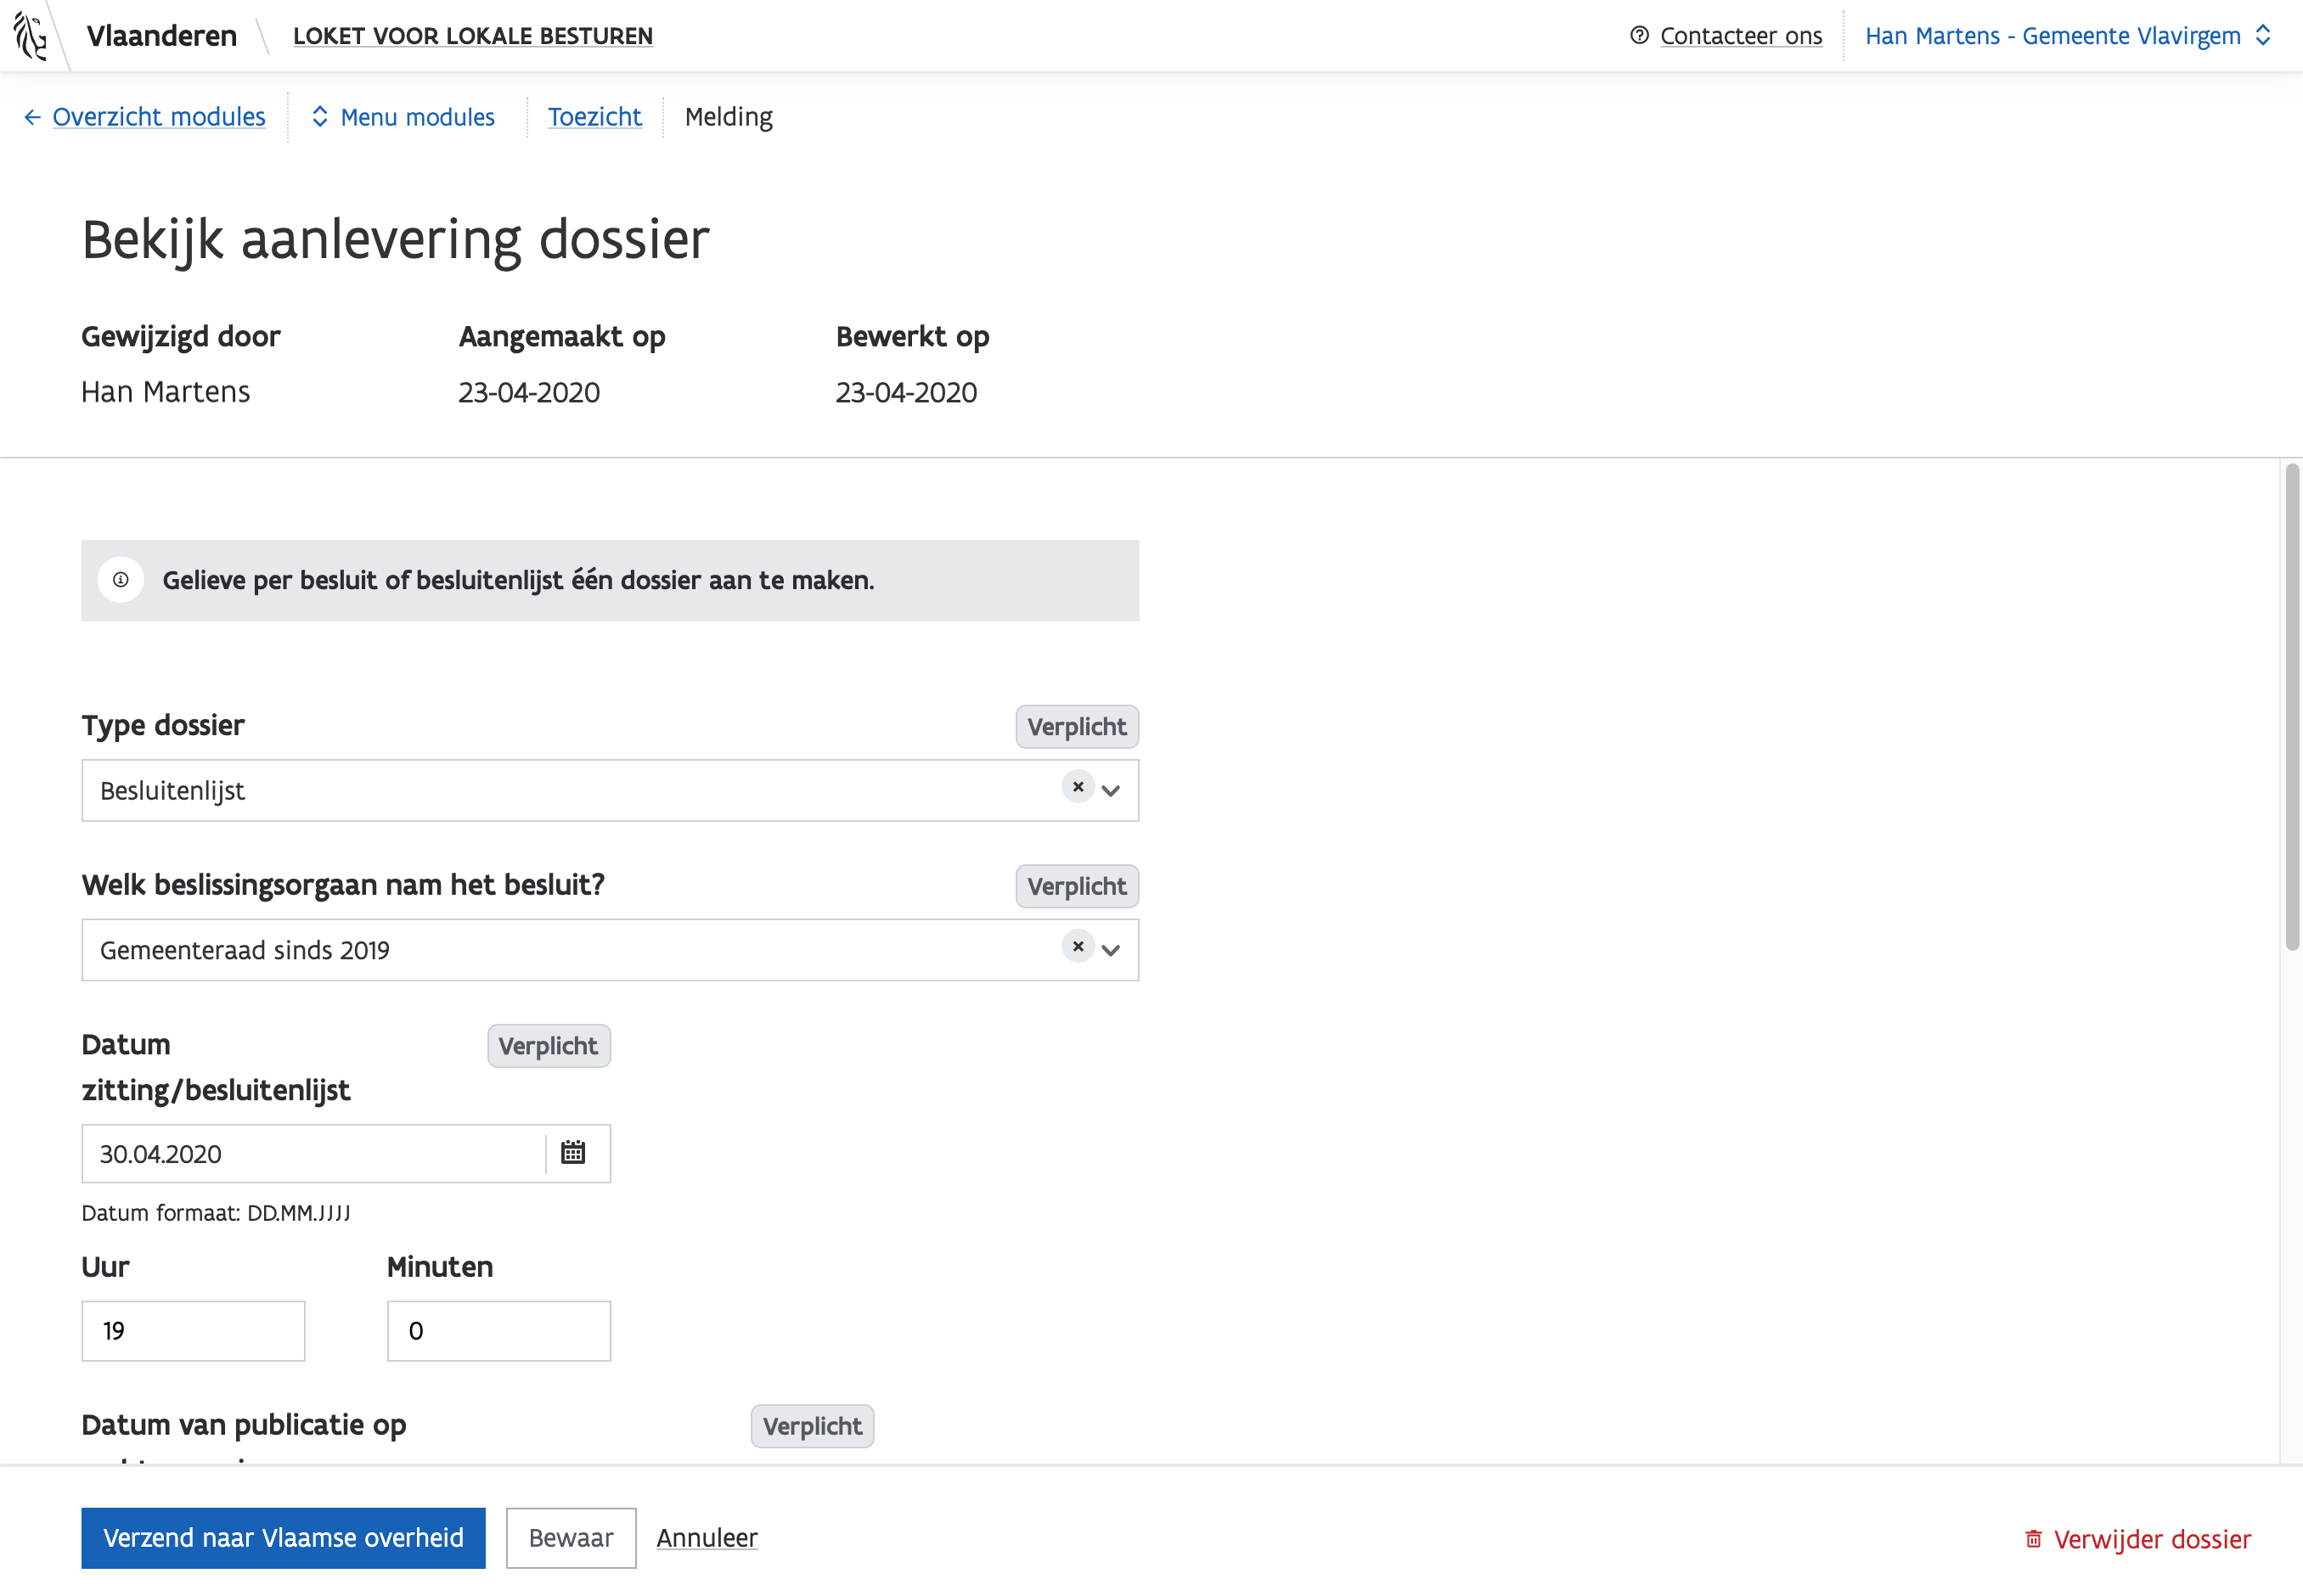 Vlaanderen LOKET VOOR LOKALE BESTUREN Contacteer ons Han Martens - Gemeente Vlavirgem
Overzicht modules Menu modules Toezicht Melding
Bekijk aanlevering dossier
Gewijzigd door Aangemaakt op Bewerkt op
Han Martens 23-04-2020 23-04-2020
Gelieve per besluit of besluitenlijst één dossier aan te maken.
Type dossier Verplicht
Besluitenlijst
Welk beslissingsorgaan nam het besluit? Verplicht
Gemeenteraad sinds 2019
Datum Verplicht
zitting/besluitenlijst
30.04.2020
Datum formaat: DD.MM.JJJJ
Uur Minuten
19 0
Datum van publicatie op Verplicht
Verzend naar Vlaamse overheid Bewaar Annuleer Verwijder dossier